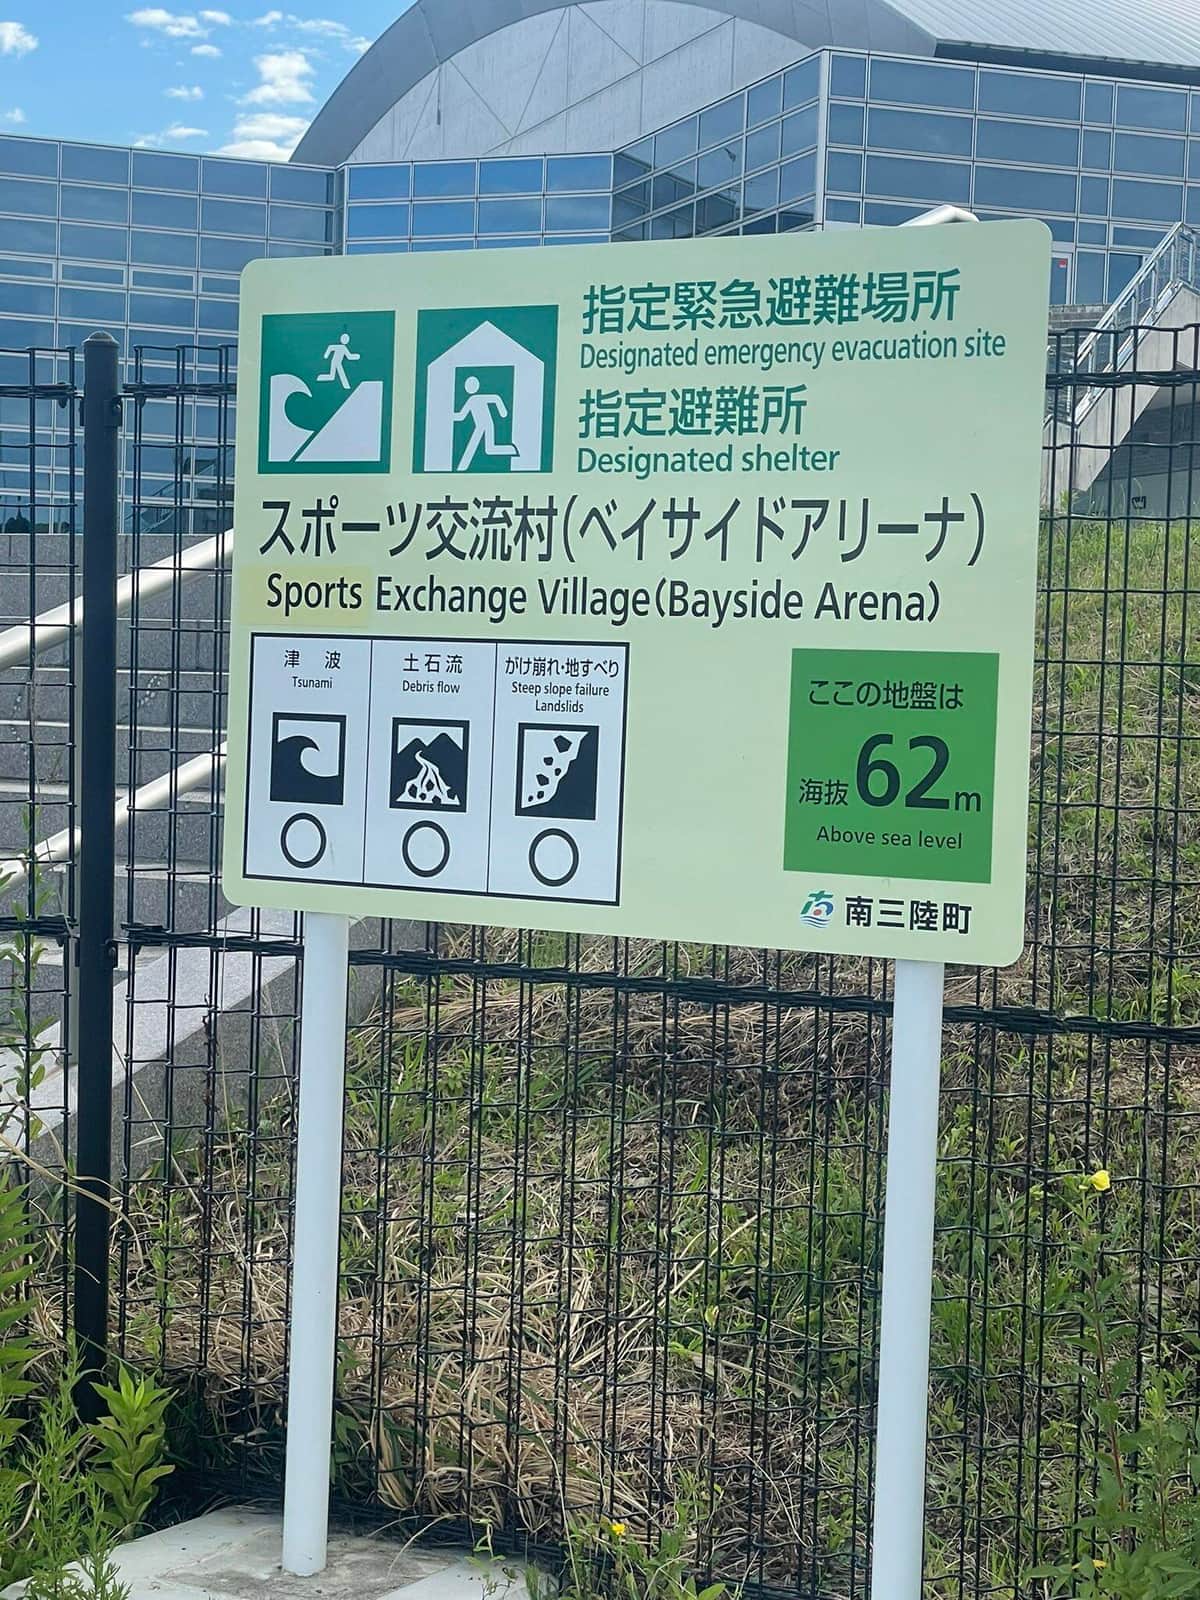 指定緊急避難場所
Designated emergency evacuation site
指定避難所
Designated shelter
スポーツ交流村(ベイサイドアリーナ)
Sports Exchange Village(Bayside Arena)
津波
Tsunami
土石流
Debris flow
がけ崩れ・地すべり
Steep slope failure
Landslids
ここの地盤は
海抜62m
Above sea level
南三陸町